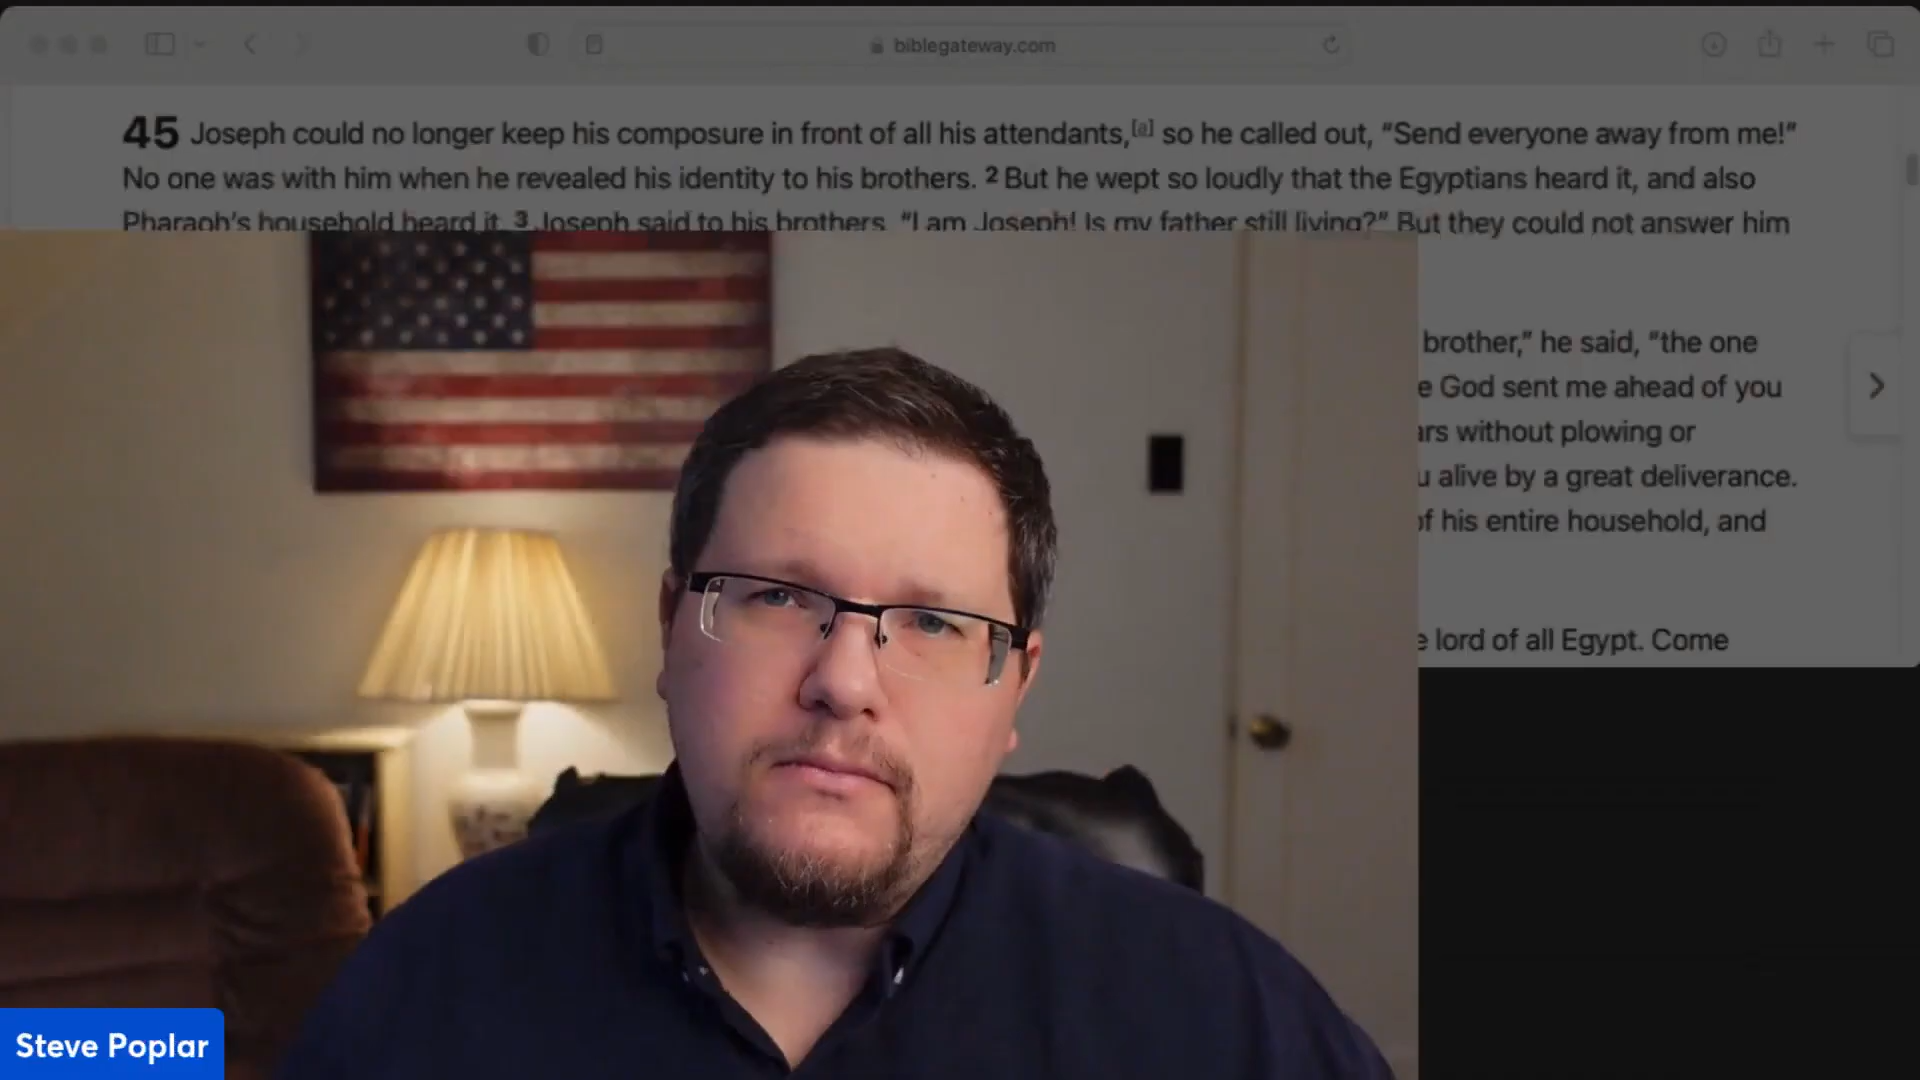 biblegateway.com
45 Joseph could no longer keep his composure in front of all his attendants,[a] so he called out, “Send everyone away from me!”
No one was with him when he revealed his identity to his brothers. 2 But he wept so loudly that the Egyptians heard it, and also
Pharaoh’s household heard it. 3 Joseph said to his brothers, “I am Joseph! Is my father still living?” But they could not answer him
brother,” he said, “the one
e God sent me ahead of you
ars without plowing or
u alive by a great deliverance.
of his entire household, and
e lord of all Egypt. Come
Steve Poplar